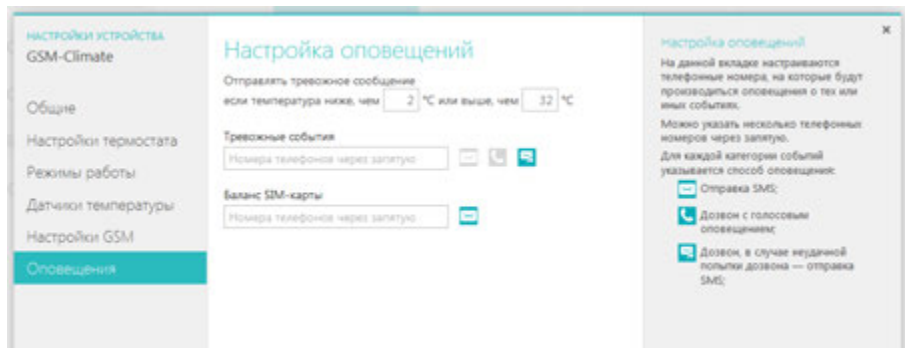 НАСТРОЙКИ УСТРОЙСТВА
GSM-Climate
Общие
Настройки термостата
Режимы работы
Датчики температуры
Настройки GSM
Оповещения
Настройка оповещений
Отправлять тревожное сообщение
если температура ниже, чем 2 °C или выше, чем 32 °C
Тревожные события
Номера телефонов через запятую
Баланс SIM-карты
Номера телефонов через запятую
Настройка оповещений
На данной вкладке настраиваются
телефонные номера, на которые будут
производиться оповещения о тех или
иных событиях.
Можно указать несколько телефонных
номеров через запятую.
Для каждой категории событий
указывается способ оповещения:
Отправка SMS;
Дозвон с голосовым
оповещением;
Дозвон, в случае неудачной
попытки дозвона — отправка
SMS;